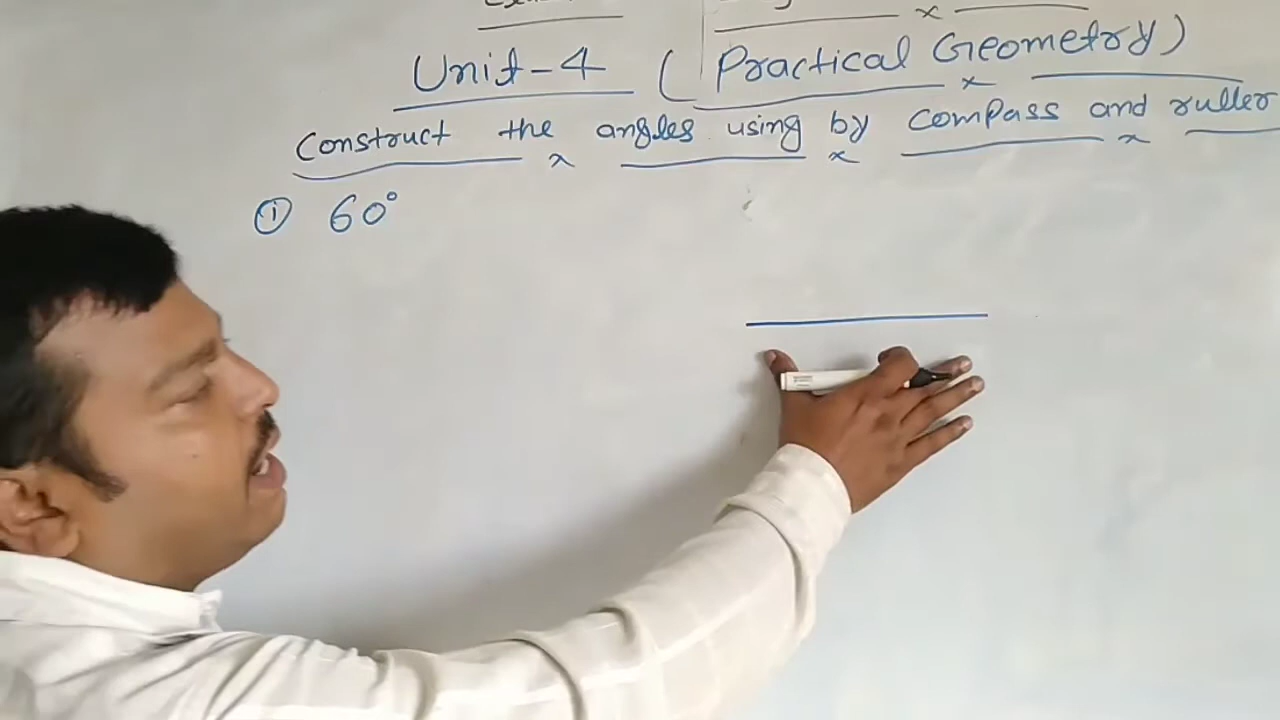 Unit-4 (Practical Geometry)
Construct the angles using by compass and ruller
① 60°